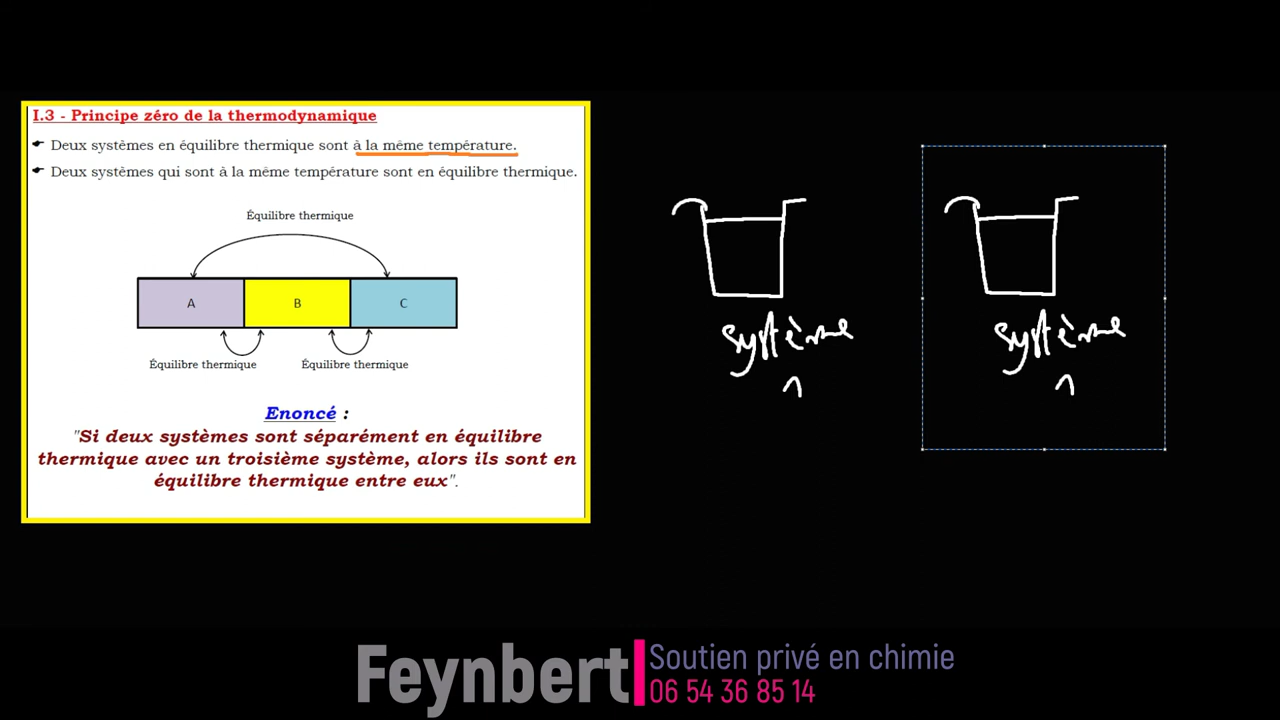 I.3 - Principe zéro de la thermodynamique
Deux systèmes en équilibre thermique sont à la même température.
Deux systèmes qui sont à la même température sont en équilibre thermique.
Équilibre thermique
A B C
Équilibre thermique Équilibre thermique
Enoncé :
"Si deux systèmes sont séparément en équilibre
thermique avec un troisième système, alors ils sont en
équilibre thermique entre eux".
système
1
système
1
Feynbert
Soutien privé en chimie
06 54 36 85 14